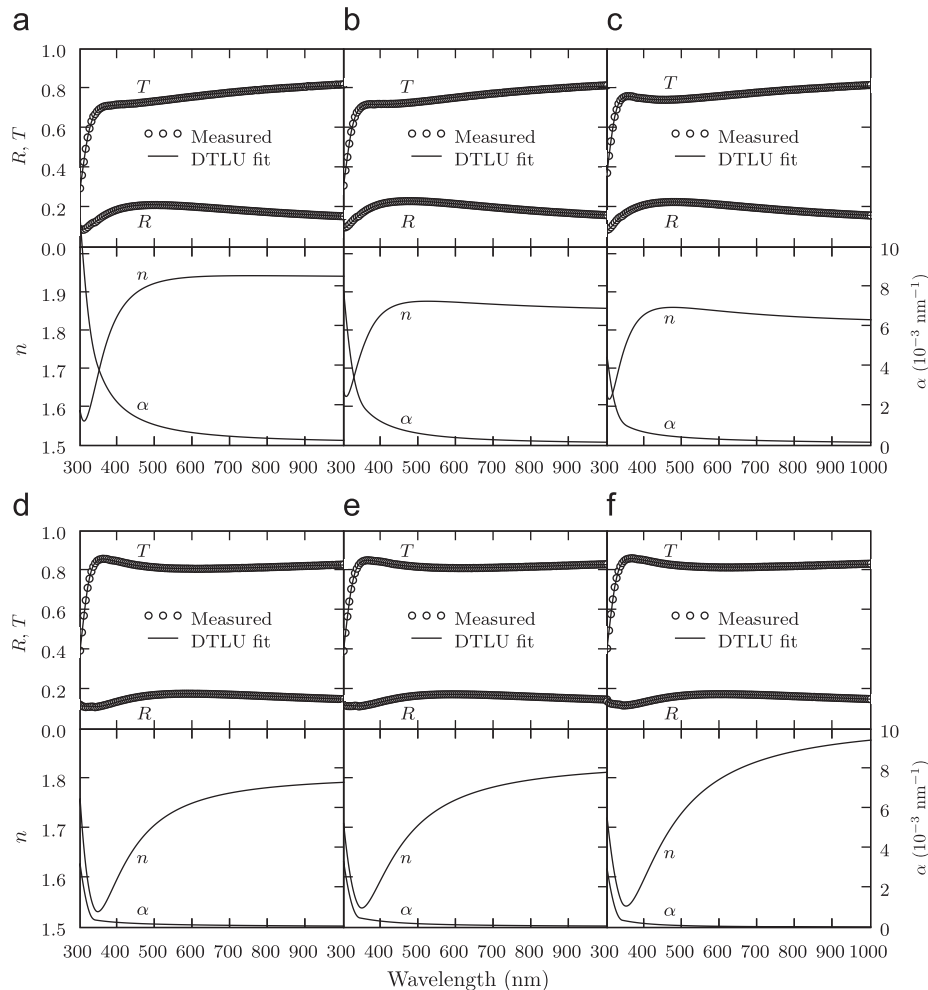 a b c
1.0
T T T
0.8
R, T
0.6
Measured Measured Measured
DTLU fit DTLU fit DTLU fit
0.4
0.2
R R R
0.0 10
n
1.9 8
n n
1.8 6
n α (10⁻³ nm⁻¹)
1.7 4
α
1.6 2
α α
1.5 0
300 400 500 600 700 800 900 300 400 500 600 700 800 900 300 400 500 600 700 800 900 1000
d e f
1.0
T T T
0.8
R, T
0.6
Measured Measured Measured
DTLU fit DTLU fit DTLU fit
0.4
0.2
R R R
0.0 10
1.8 8
6
n α (10⁻³ nm⁻¹)
1.7
n n n
4
1.6 2
α α α
1.5 0
300 400 500 600 700 800 900 300 400 500 600 700 800 900 300 400 500 600 700 800 900 1000
Wavelength (nm)